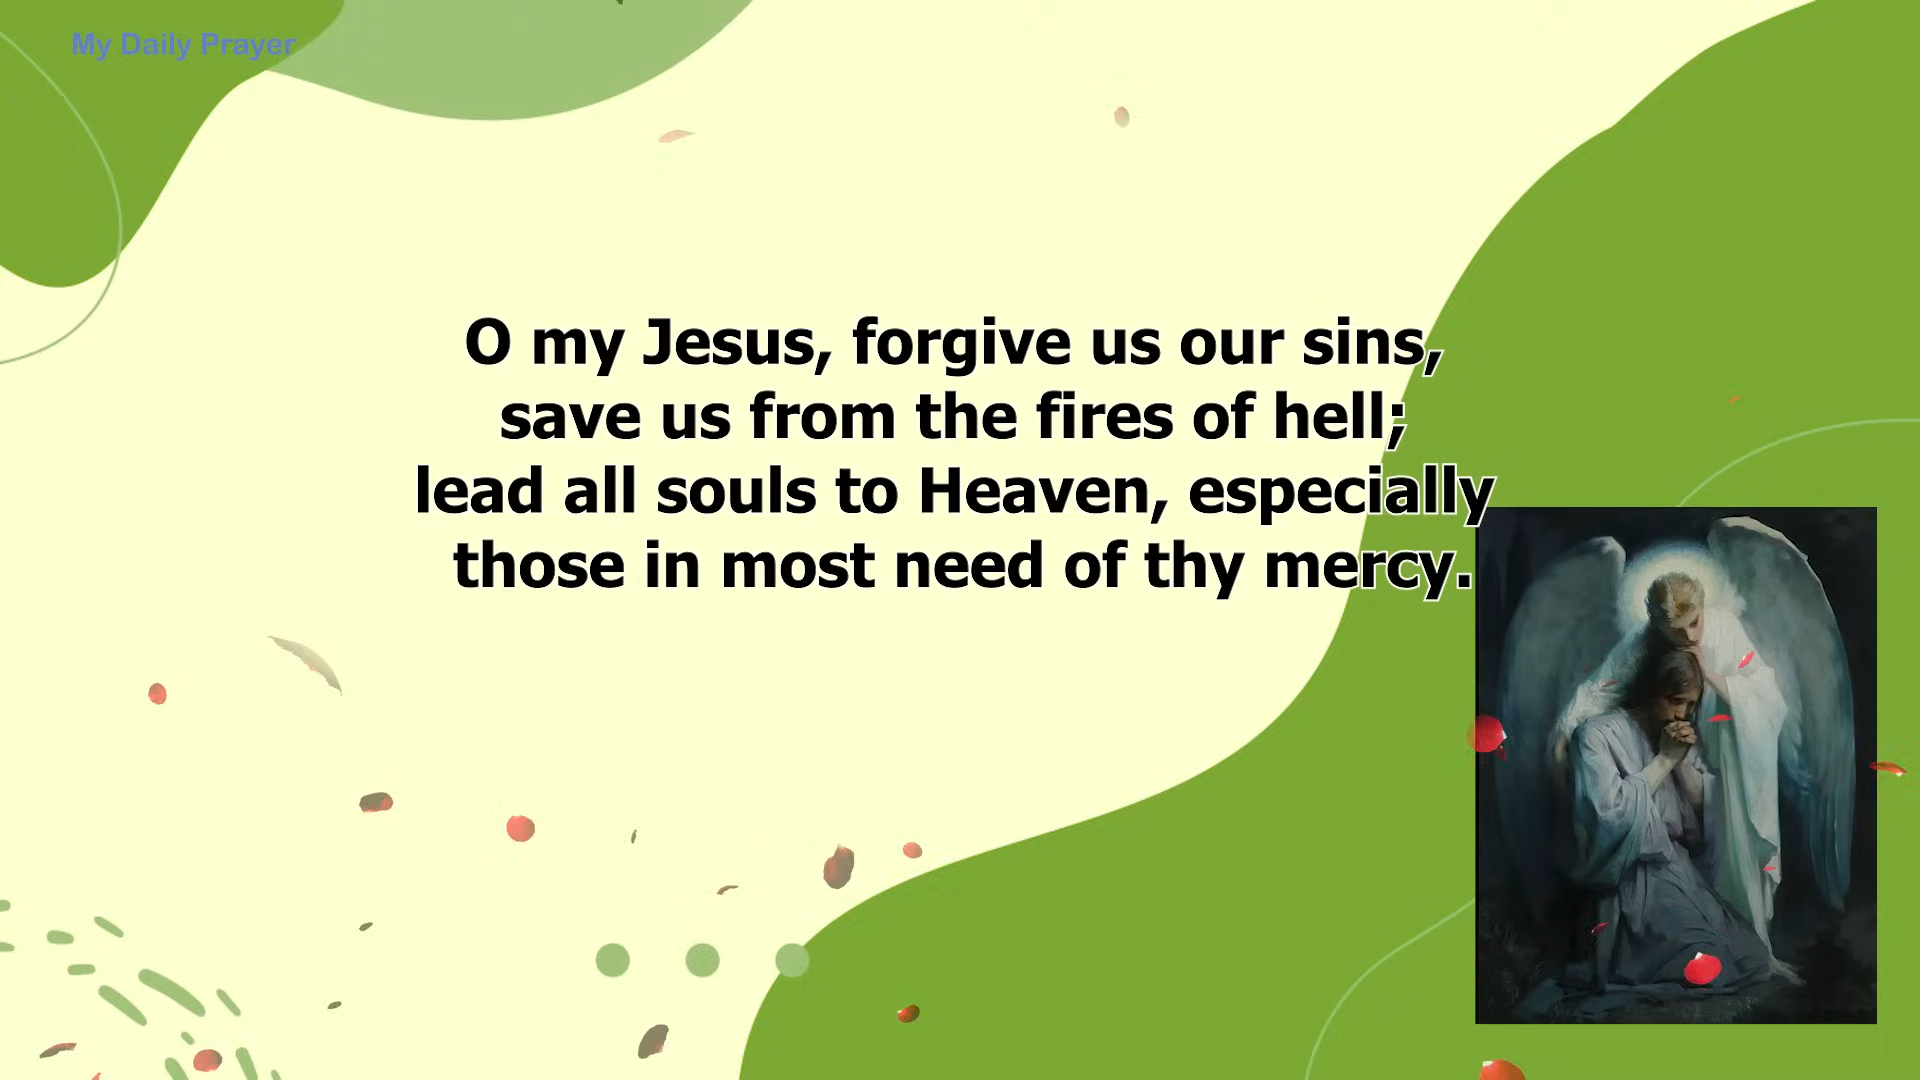 My Daily Prayer
O my Jesus, forgive us our sins,
save us from the fires of hell;
lead all souls to Heaven, especially
those in most need of thy mercy.